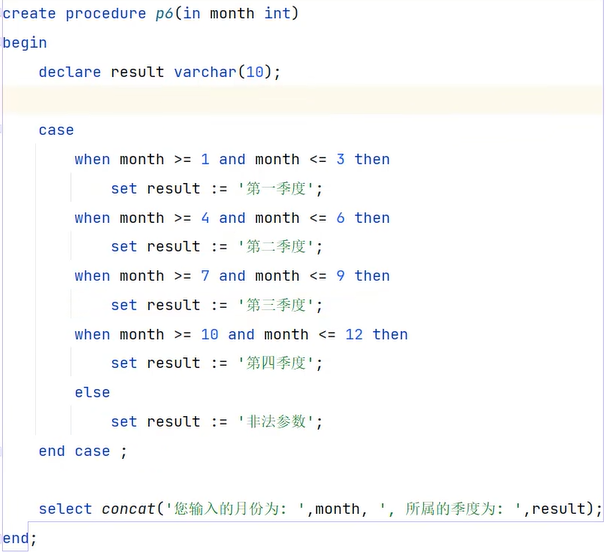 create procedure p6(in month int)
begin
    declare result varchar(10);

    case
        when month >= 1 and month <= 3 then
            set result := '第一季度';
        when month >= 4 and month <= 6 then
            set result := '第二季度';
        when month >= 7 and month <= 9 then
            set result := '第三季度';
        when month >= 10 and month <= 12 then
            set result := '第四季度';
        else
            set result := '非法参数';
    end case ;

    select concat('您输入的月份为: ',month, ', 所属的季度为: ',result);
end;